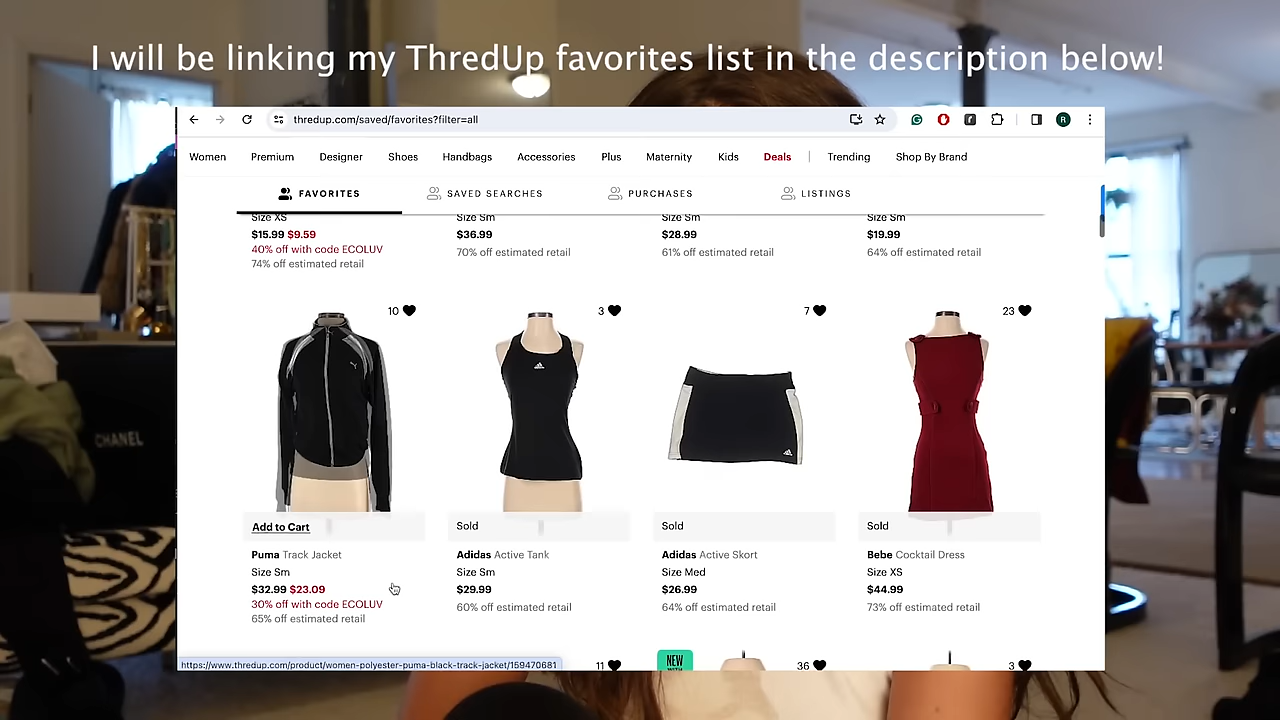 I will be linking my ThredUp favorites list in the description below!
thredup.com/saved/favorites?filter=all
R
Women Premium Designer Shoes Handbags Accessories Plus Maternity Kids Deals | Trending Shop By Brand
FAVORITES SAVED SEARCHES PURCHASES LISTINGS
Size XS Size Sm Size Sm Size Sm
$15.99 $9.59 $36.99 $28.99 $19.99
40% off with code ECOLUV 70% off estimated retail 61% off estimated retail 64% off estimated retail
74% off estimated retail
10 3 7 23
CHANEL
Add to Cart Sold Sold Sold
Puma Track Jacket Adidas Active Tank Adidas Active Skort Bebe Cocktail Dress
Size Sm Size Sm Size Med Size XS
$32.99 $23.09 $29.99 $26.99 $44.99
30% off with code ECOLUV 60% off estimated retail 64% off estimated retail 73% off estimated retail
65% off estimated retail
https://www.thredup.com/product/women-polyester-puma-black-track-jacket/159470681 11 NEW 36 3